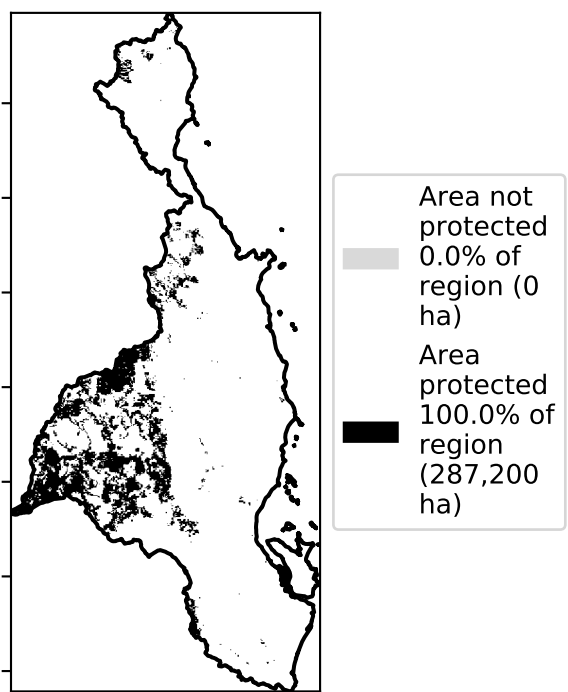 Area not
protected
0.0% of
region (0
ha)
Area
protected
100.0% of
region
(287,200
ha)